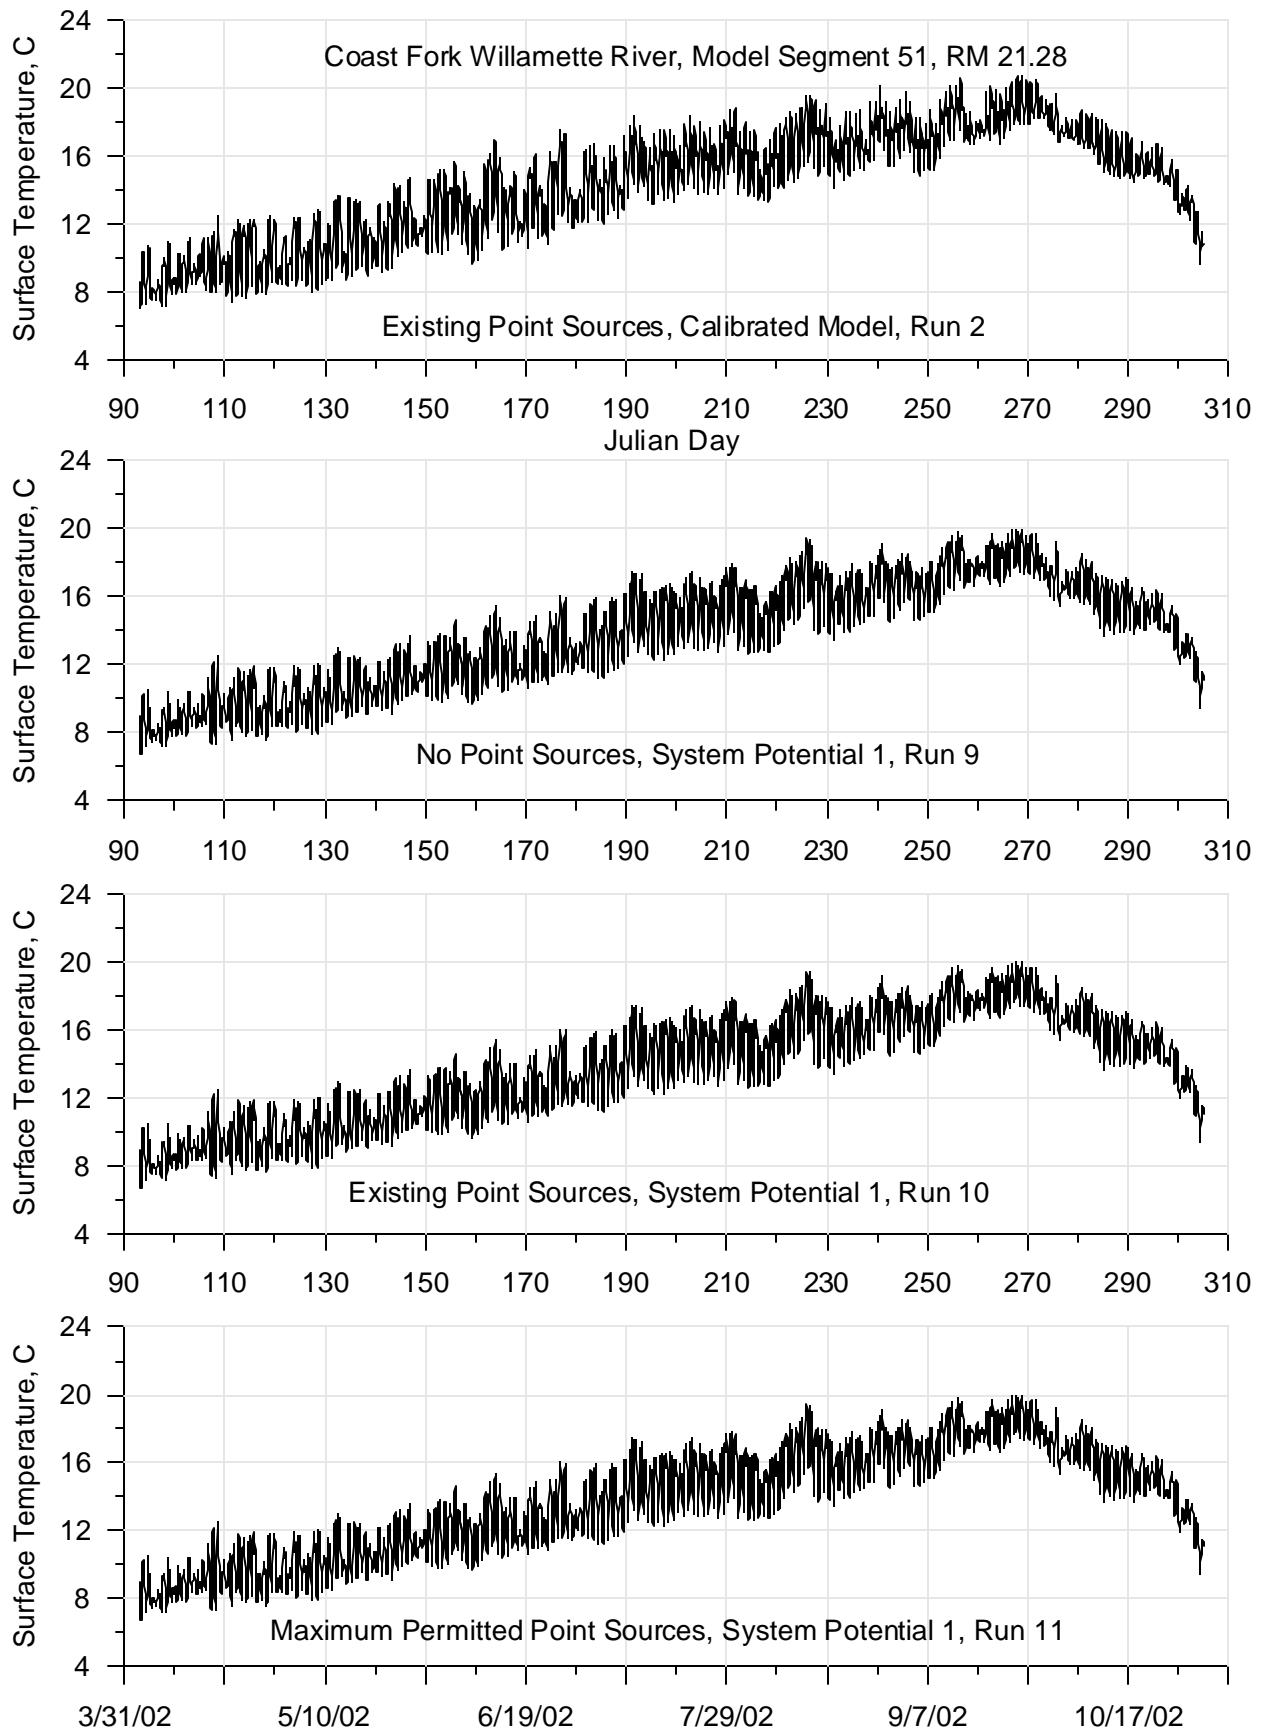 24
Coast Fork Willamette River, Model Segment 51, RM 21.28
20
16
12
8
Existing Point Sources, Calibrated Model, Run 2
4
Surface Temperature, C
90 110 130 150 170 190 210 230 250 270 290 310
Julian Day
24
20
16
12
8
No Point Sources, System Potential 1, Run 9
4
Surface Temperature, C
90 110 130 150 170 190 210 230 250 270 290 310
24
20
16
12
8
Existing Point Sources, System Potential 1, Run 10
4
Surface Temperature, C
90 110 130 150 170 190 210 230 250 270 290 310
24
20
16
12
8
Maximum Permitted Point Sources, System Potential 1, Run 11
4
Surface Temperature, C
3/31/02 5/10/02 6/19/02 7/29/02 9/7/02 10/17/02